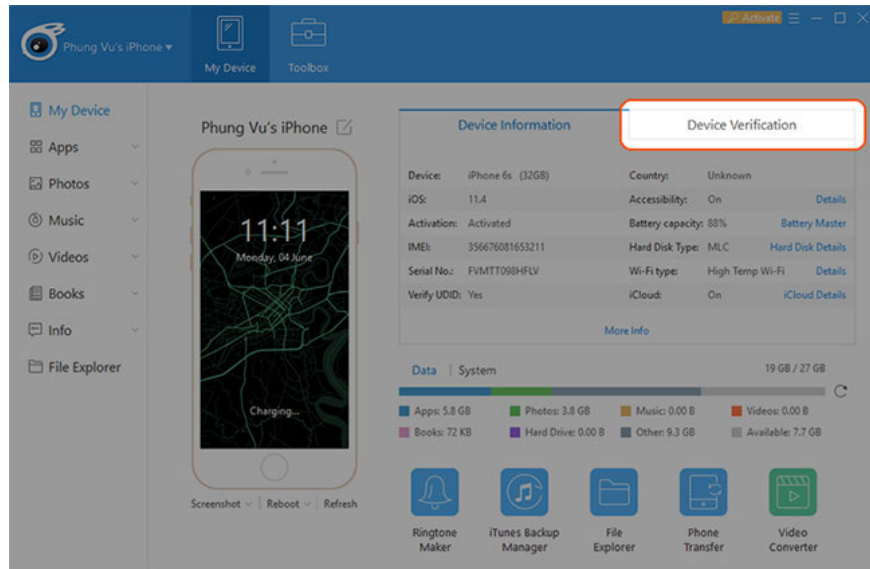 Activate
Phung Vu's iPhone
My Device
Toolbox
My Device
Apps
Photos
Music
Videos
Books
Info
File Explorer
Phung Vu's iPhone
11:11
Monday, 04 June
Charging...
Screenshot
Reboot
Refresh
Device Information
Device Verification
Device: iPhone 6s (32GB) Country: Unknown
iOS: 11.4 Accessibility: On Details
Activation: Activated Battery capacity: 88% Battery Master
IMEI: 356676081653211 Hard Disk Type: MLC Hard Disk Details
Serial No.: FVMTT098HFLV Wi-Fi type: High Temp Wi-Fi Details
Verify UDID: Yes iCloud: On iCloud Details
More Info
Data | System 19 GB / 27 GB
Apps: 5.8 GB Photos: 3.8 GB Music: 0.00 B Videos: 0.00 B
Books: 72 KB Hard Drive: 0.00 B Other: 9.3 GB Available: 7.7 GB
Ringtone Maker
iTunes Backup Manager
File Explorer
Phone Transfer
Video Converter